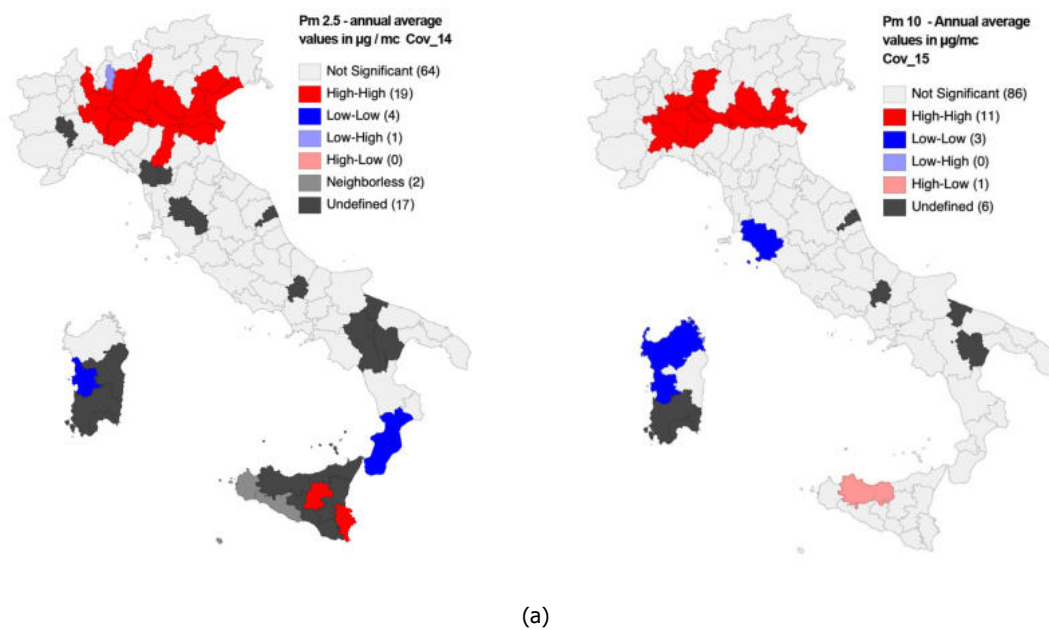 Pm 2.5 - annual average
values in µg / mc Cov_14
Not Significant (64)
High-High (19)
Low-Low (4)
Low-High (1)
High-Low (0)
Neighborless (2)
Undefined (17)
Pm 10 - Annual average
values in µg/mc
Cov_15
Not Significant (86)
High-High (11)
Low-Low (3)
Low-High (0)
High-Low (1)
Undefined (6)
(a)